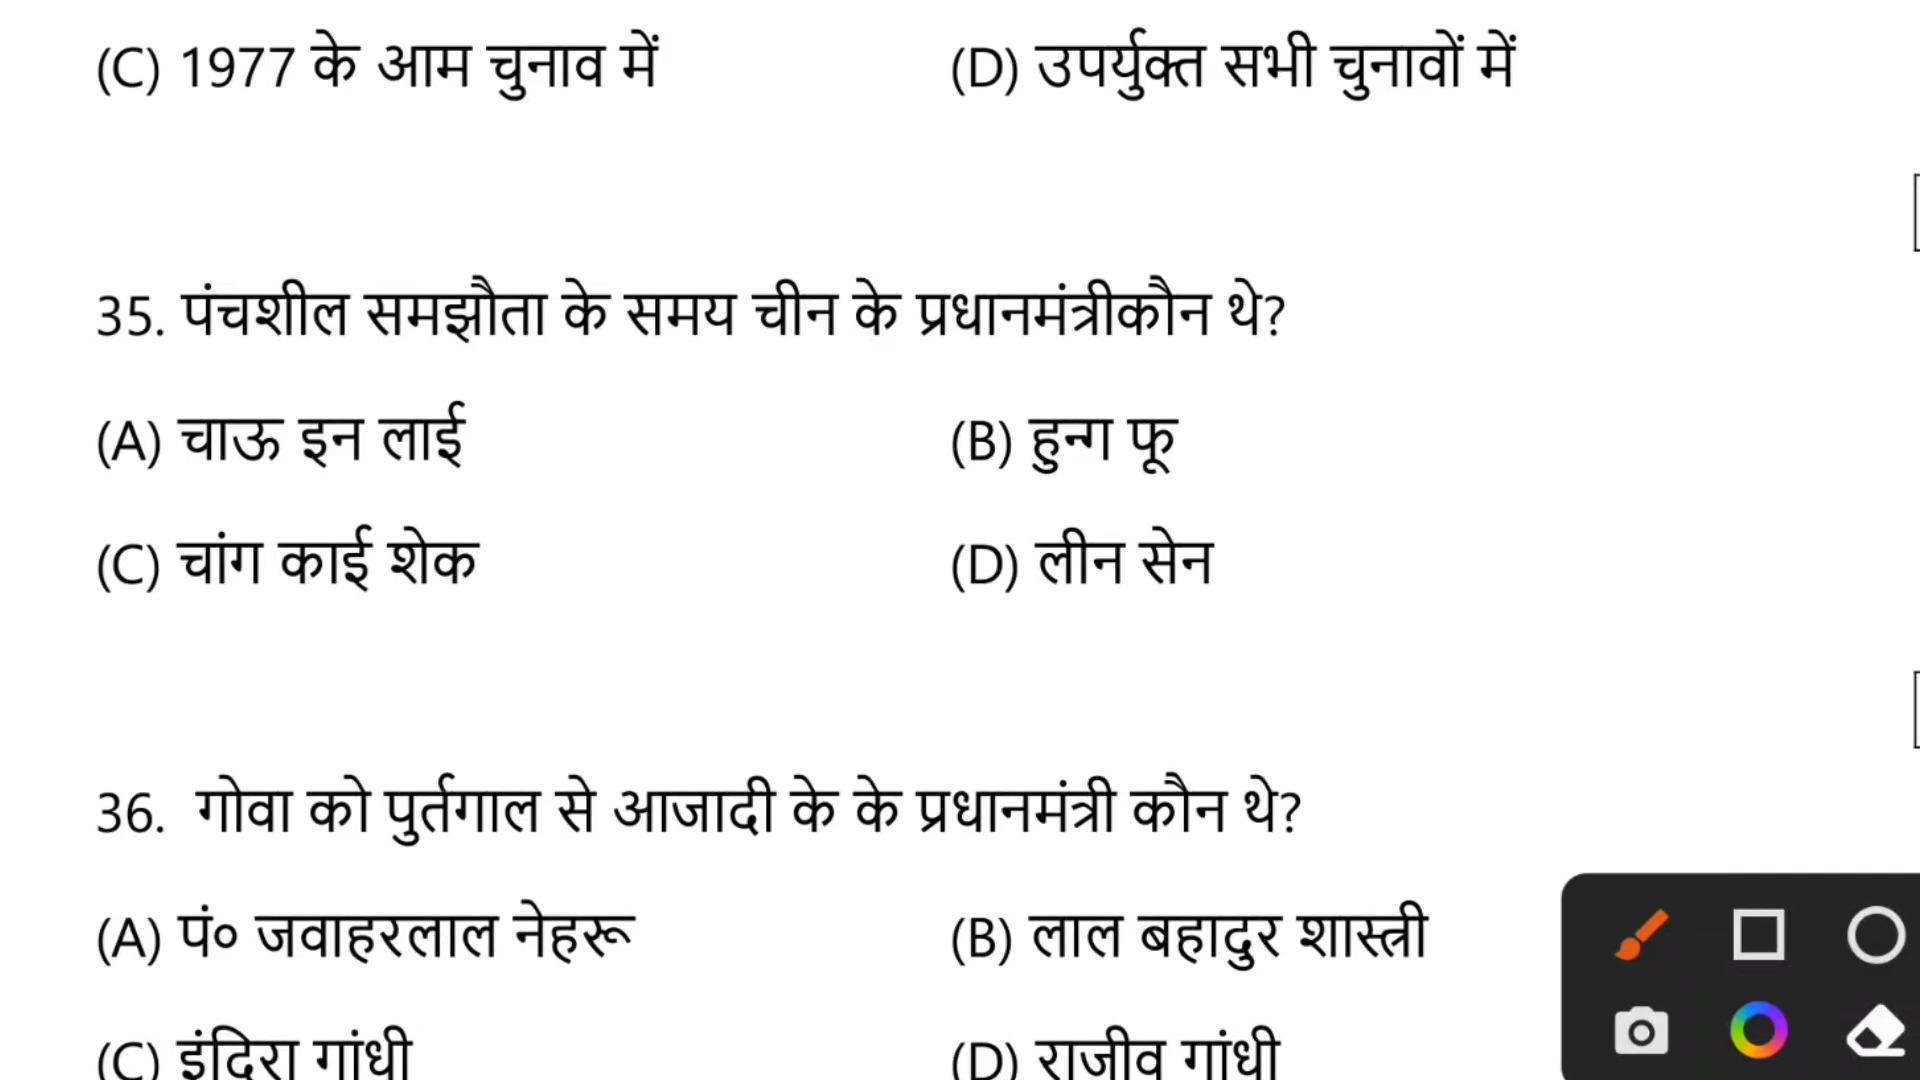 (C) 1977 के आम चुनाव में (D) उपर्युक्त सभी चुनावों में
35. पंचशील समझौता के समय चीन के प्रधानमंत्रीकौन थे?
(A) चाऊ इन लाई (B) हुन्ग फू
(C) चांग काई शेक (D) लीन सेन
36. गोवा को पुर्तगाल से आजादी के के प्रधानमंत्री कौन थे?
(A) पं० जवाहरलाल नेहरू (B) लाल बहादुर शास्त्री
(C) इंदिरा गांधी (D) राजीव गांधी